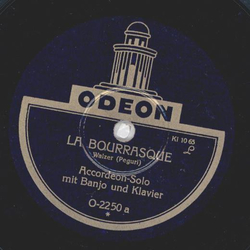 ODEON
LA BOURRASQUE
Walzer (Peguri)
KI 10 65
P
Accordeon-Solo
mit Banjo und Klavier
O-2250 a
*